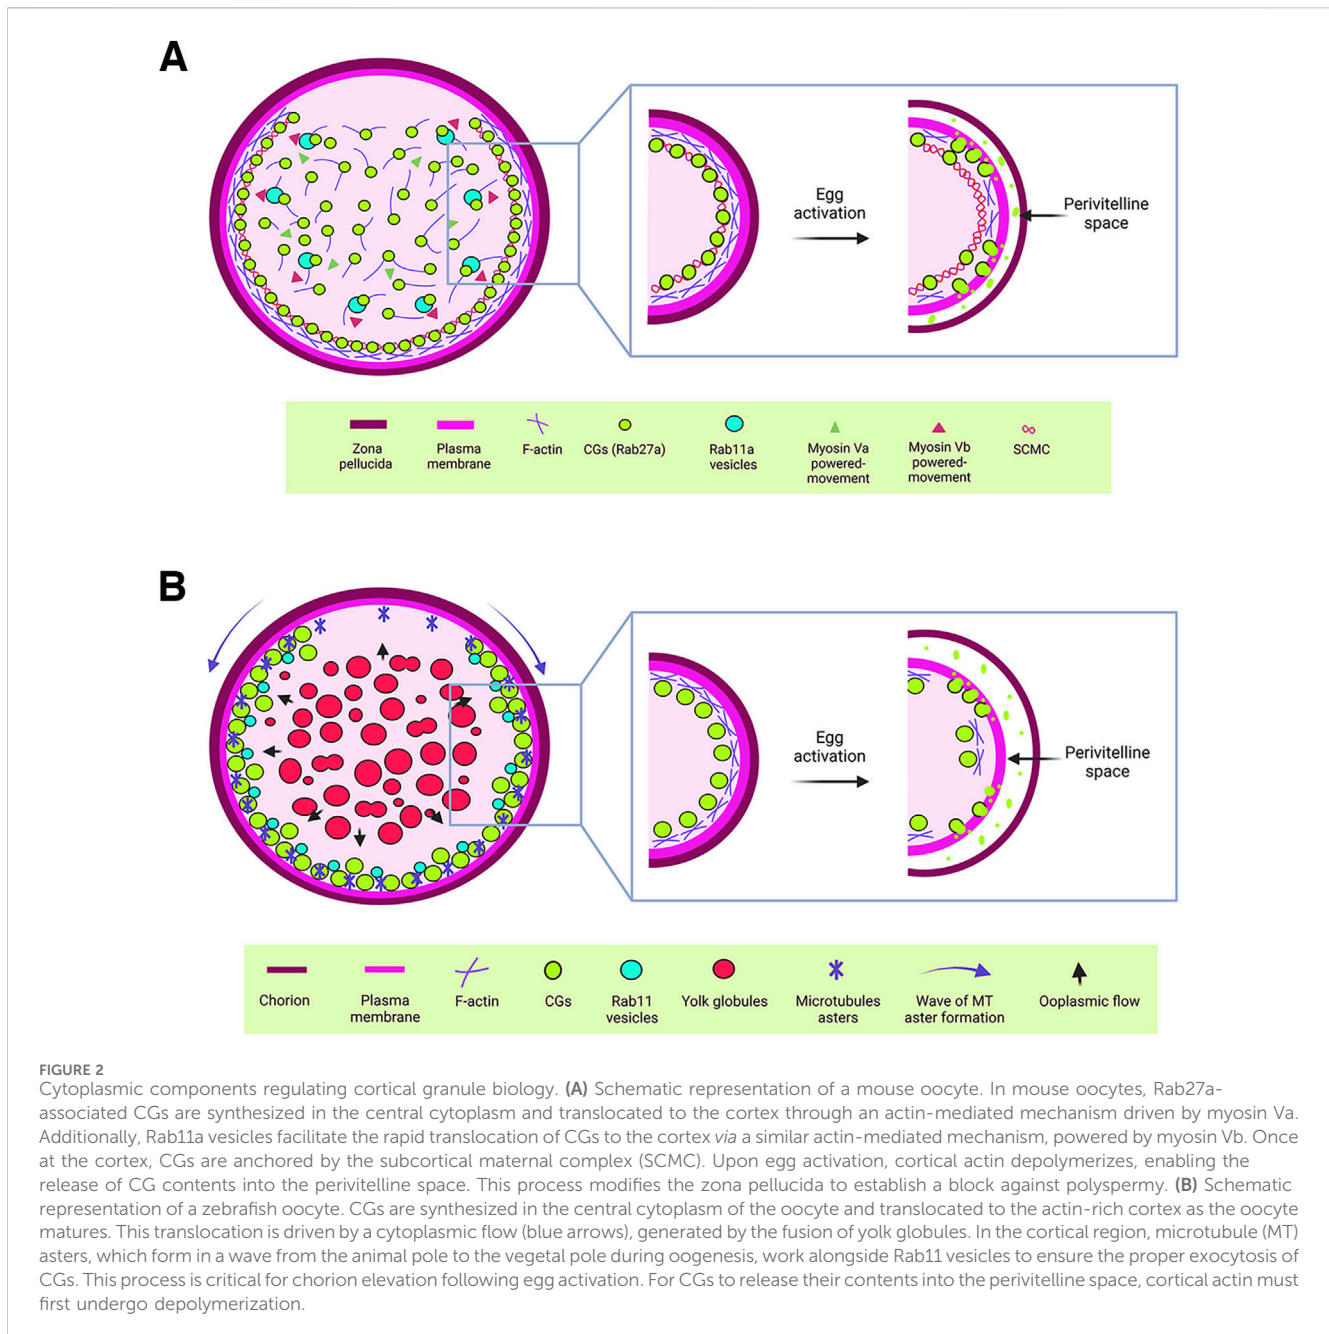 A
Egg
activation
Perivitelline
space
Zona
pellucida
Plasma
membrane
F-actin
CGs (Rab27a)
Rab11a
vesicles
Myosin Va
powered-
movement
Myosin Vb
powered-
movement
SCMC
B
Egg
activation
Perivitelline
space
Chorion
Plasma
membrane
F-actin
CGs
Rab11
vesicles
Yolk globules
Microtubules
asters
Wave of MT
aster formation
Ooplasmic flow
FIGURE 2
Cytoplasmic components regulating cortical granule biology. (A) Schematic representation of a mouse oocyte. In mouse oocytes, Rab27a-
associated CGs are synthesized in the central cytoplasm and translocated to the cortex through an actin-mediated mechanism driven by myosin Va.
Additionally, Rab11a vesicles facilitate the rapid translocation of CGs to the cortex via a similar actin-mediated mechanism, powered by myosin Vb. Once
at the cortex, CGs are anchored by the subcortical maternal complex (SCMC). Upon egg activation, cortical actin depolymerizes, enabling the
release of CG contents into the perivitelline space. This process modifies the zona pellucida to establish a block against polyspermy. (B) Schematic
representation of a zebrafish oocyte. CGs are synthesized in the central cytoplasm of the oocyte and translocated to the actin-rich cortex as the oocyte
matures. This translocation is driven by a cytoplasmic flow (blue arrows), generated by the fusion of yolk globules. In the cortical region, microtubule (MT)
asters, which form in a wave from the animal pole to the vegetal pole during oogenesis, work alongside Rab11 vesicles to ensure the proper exocytosis of
CGs. This process is critical for chorion elevation following egg activation. For CGs to release their contents into the perivitelline space, cortical actin must
first undergo depolymerization.